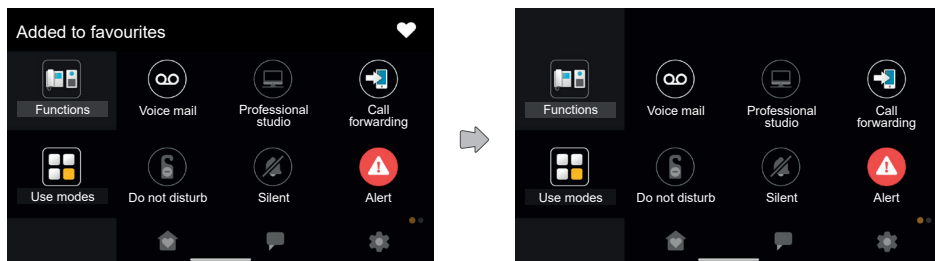 Added to favourites
Functions
Voice mail
Professional
studio
Call
forwarding
Use modes
Do not disturb
Silent
Alert
Functions
Voice mail
Professional
studio
Call
forwarding
Use modes
Do not disturb
Silent
Alert